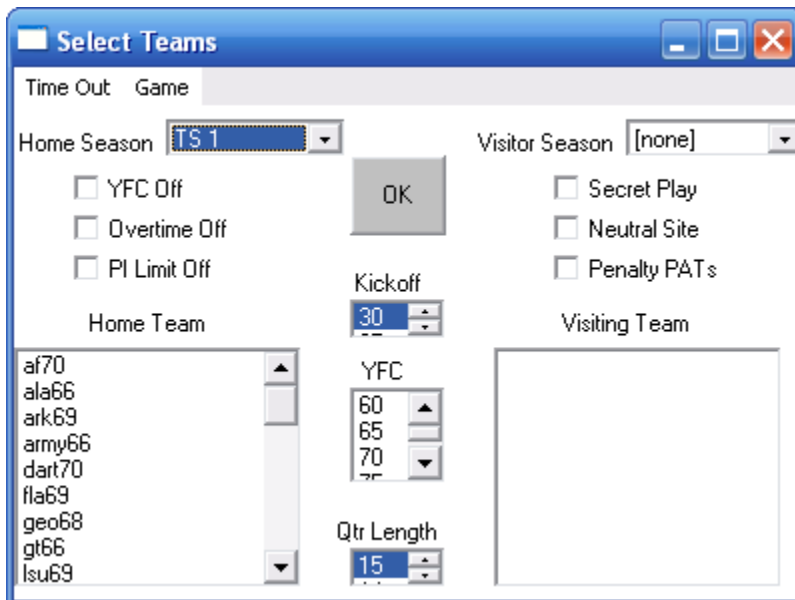 Select Teams
Time Out Game
Home Season TS 1
Visitor Season [none]
YFC Off
Overtime Off
PI Limit Off
OK
Secret Play
Neutral Site
Penalty PATs
Kickoff
30
Home Team
Visiting Team
af70
ala66
ark69
army66
dart70
fla69
geo68
gt66
lsu69
YFC
60
65
70
75
Qtr Length
15